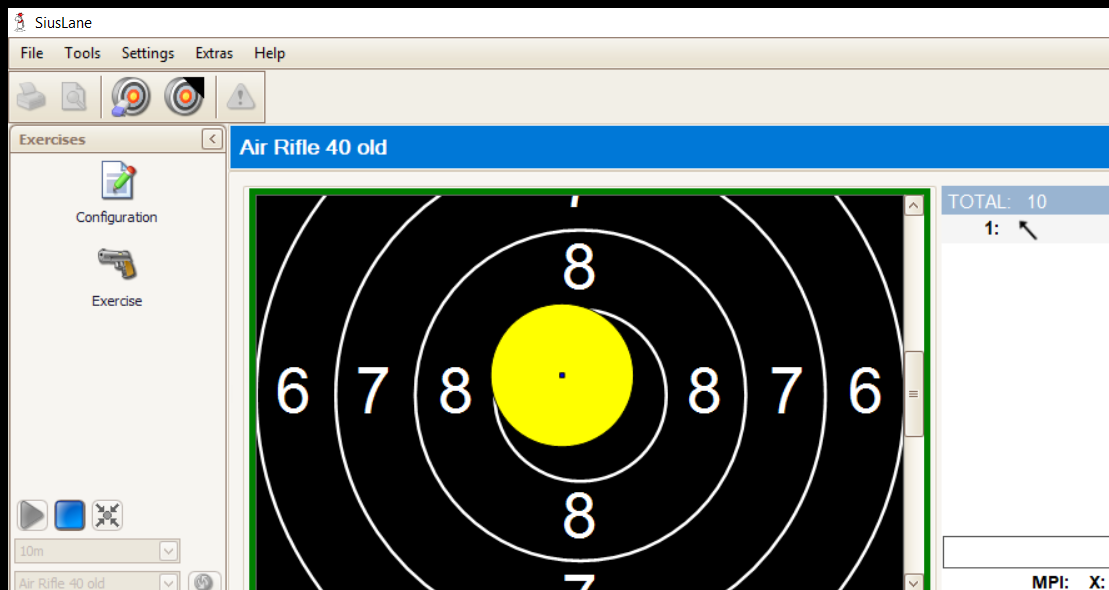 SiusLane
File Tools Settings Extras Help
Exercises
Air Rifle 40 old
Configuration
Exercise
TOTAL: 10
1:
7
8
6 7 8 8 7 6
8
7
10m
Air Rifle 40 old
MPI: X: